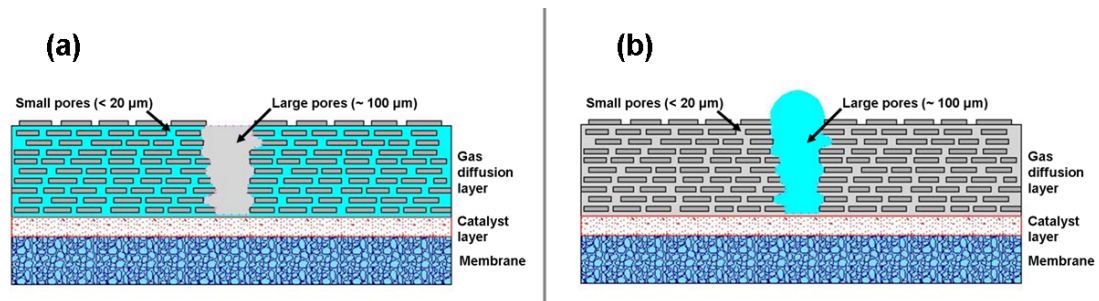 (a)
Small pores (< 20 µm)
Large pores (~ 100 µm)
Gas
diffusion
layer
Catalyst
layer
Membrane
(b)
Small pores (< 20 µm)
Large pores (~ 100 µm)
Gas
diffusion
layer
Catalyst
layer
Membrane